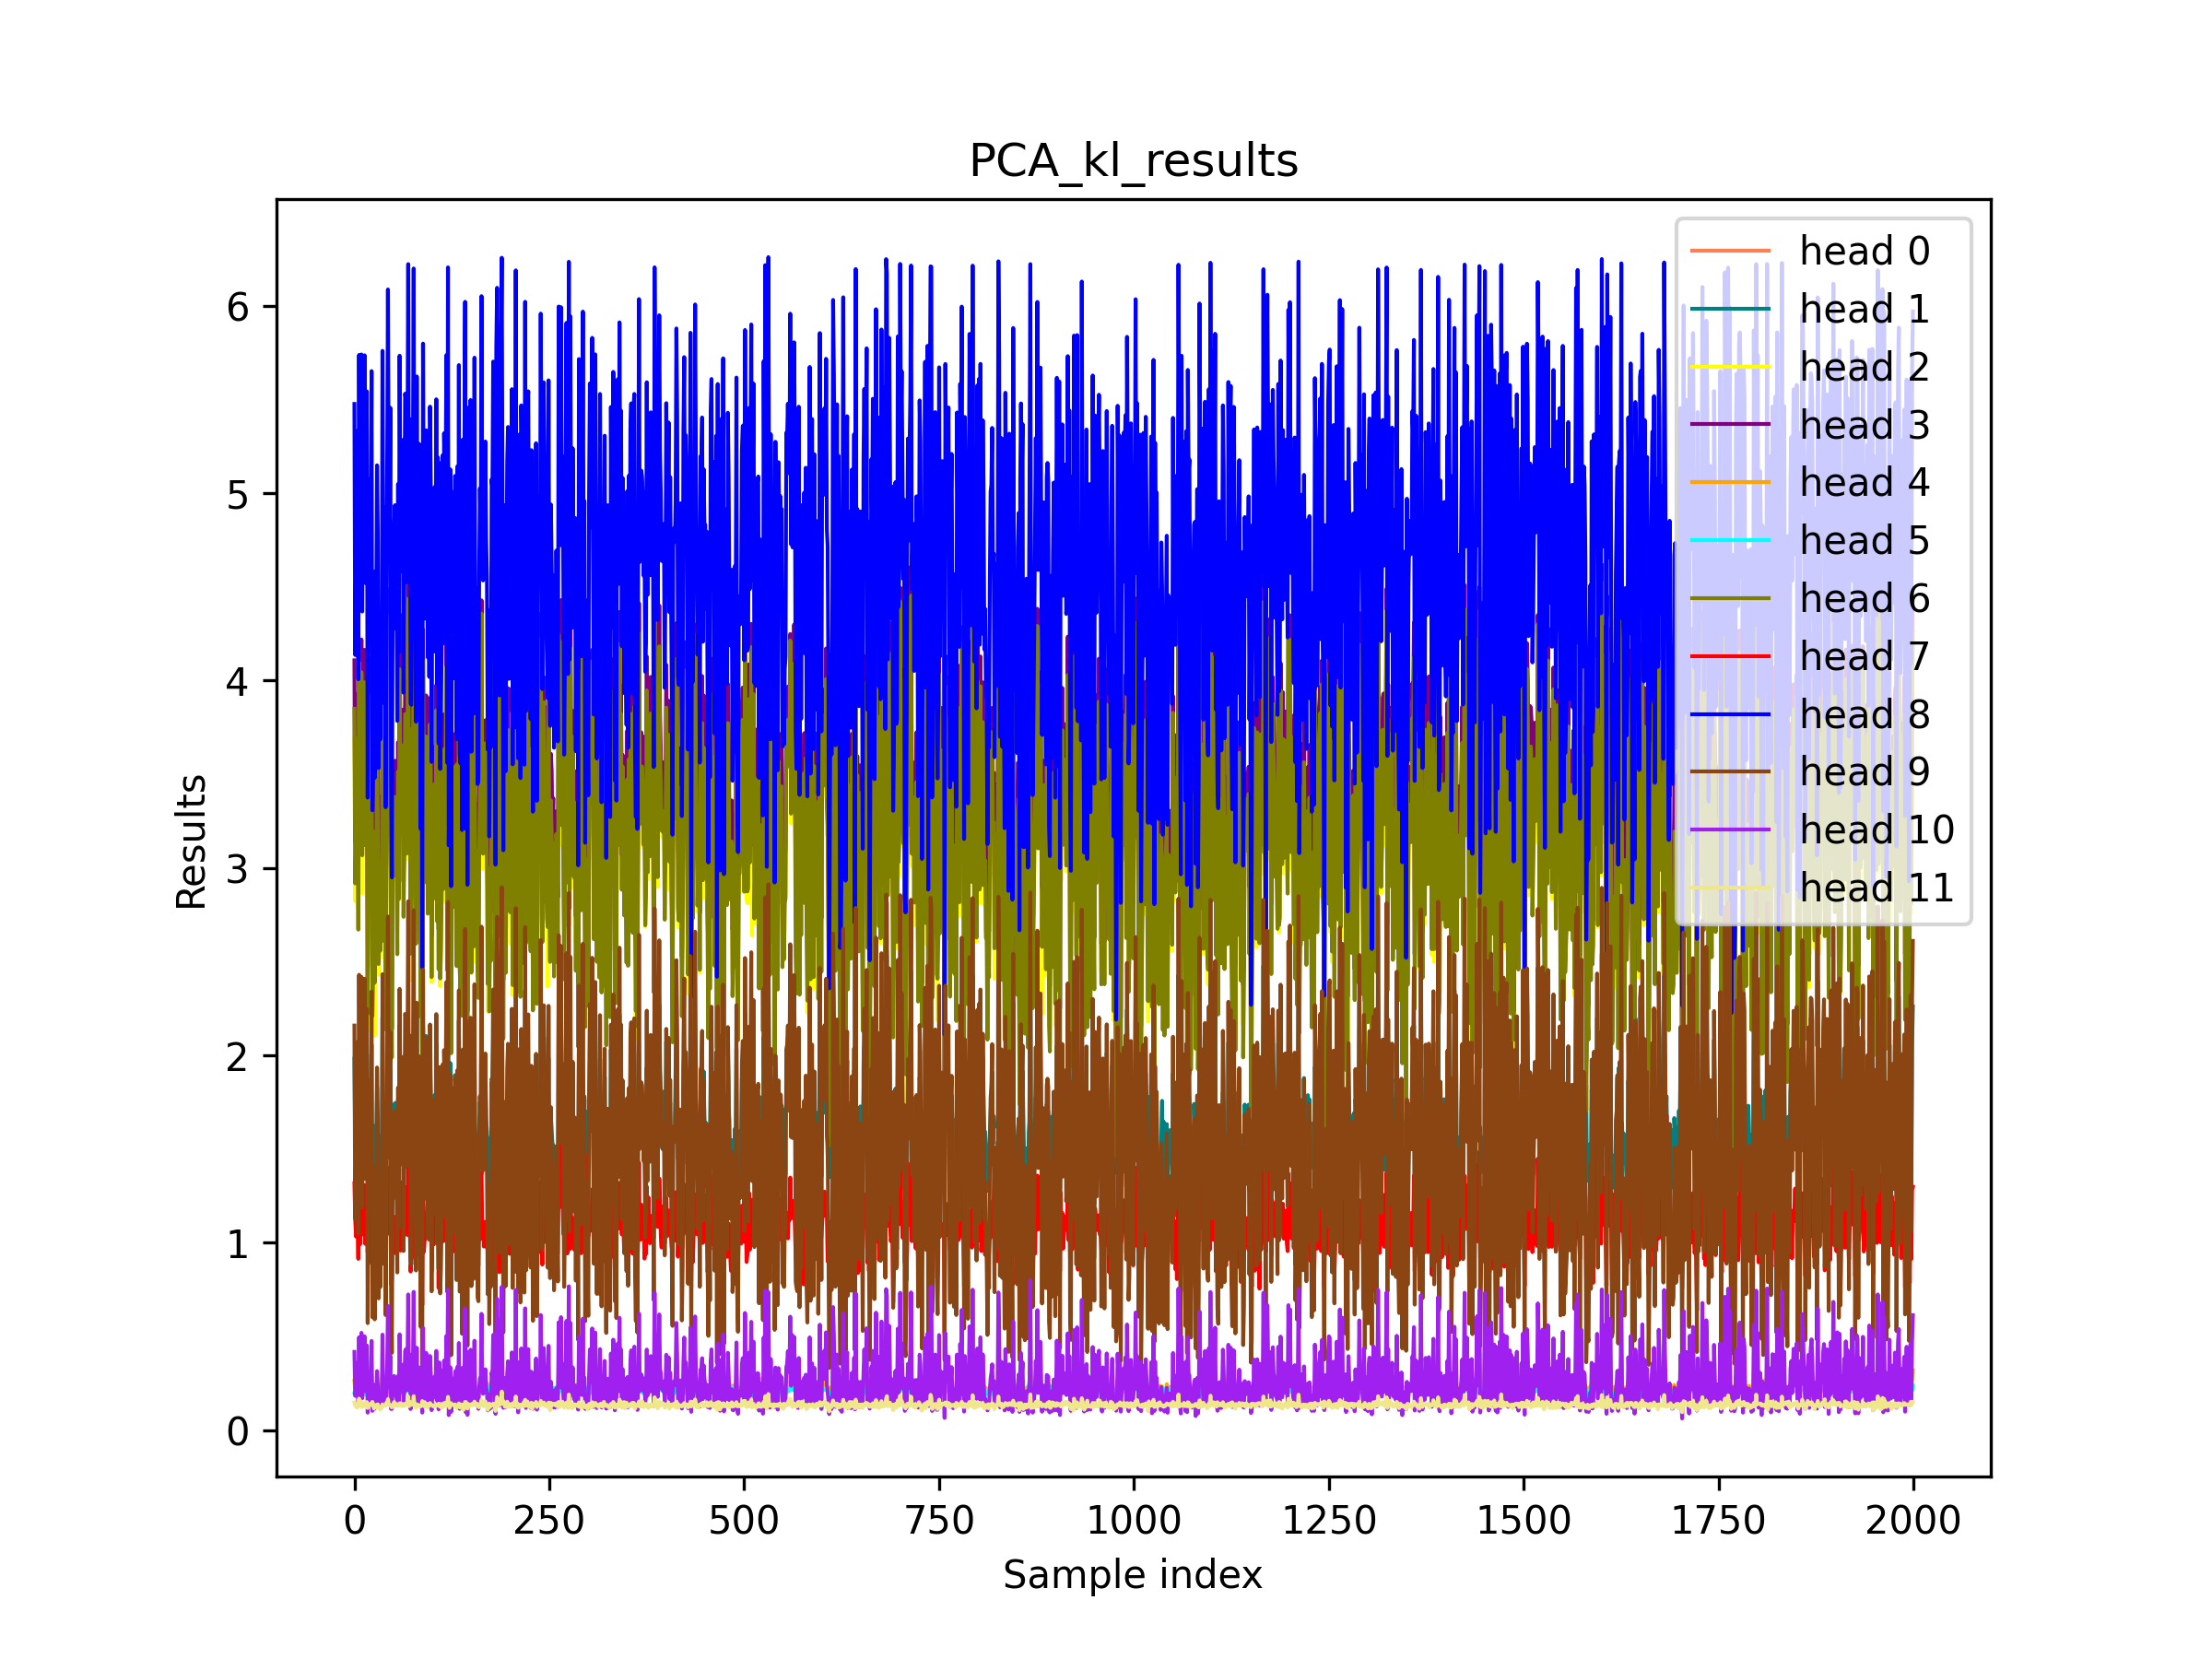 PCA_kl_results
head 0
head 1
head 2
head 3
head 4
head 5
head 6
head 7
head 8
head 9
head 10
head 11
6
5
4
3
2
1
0
Results
0 250 500 750 1000 1250 1500 1750 2000
Sample index